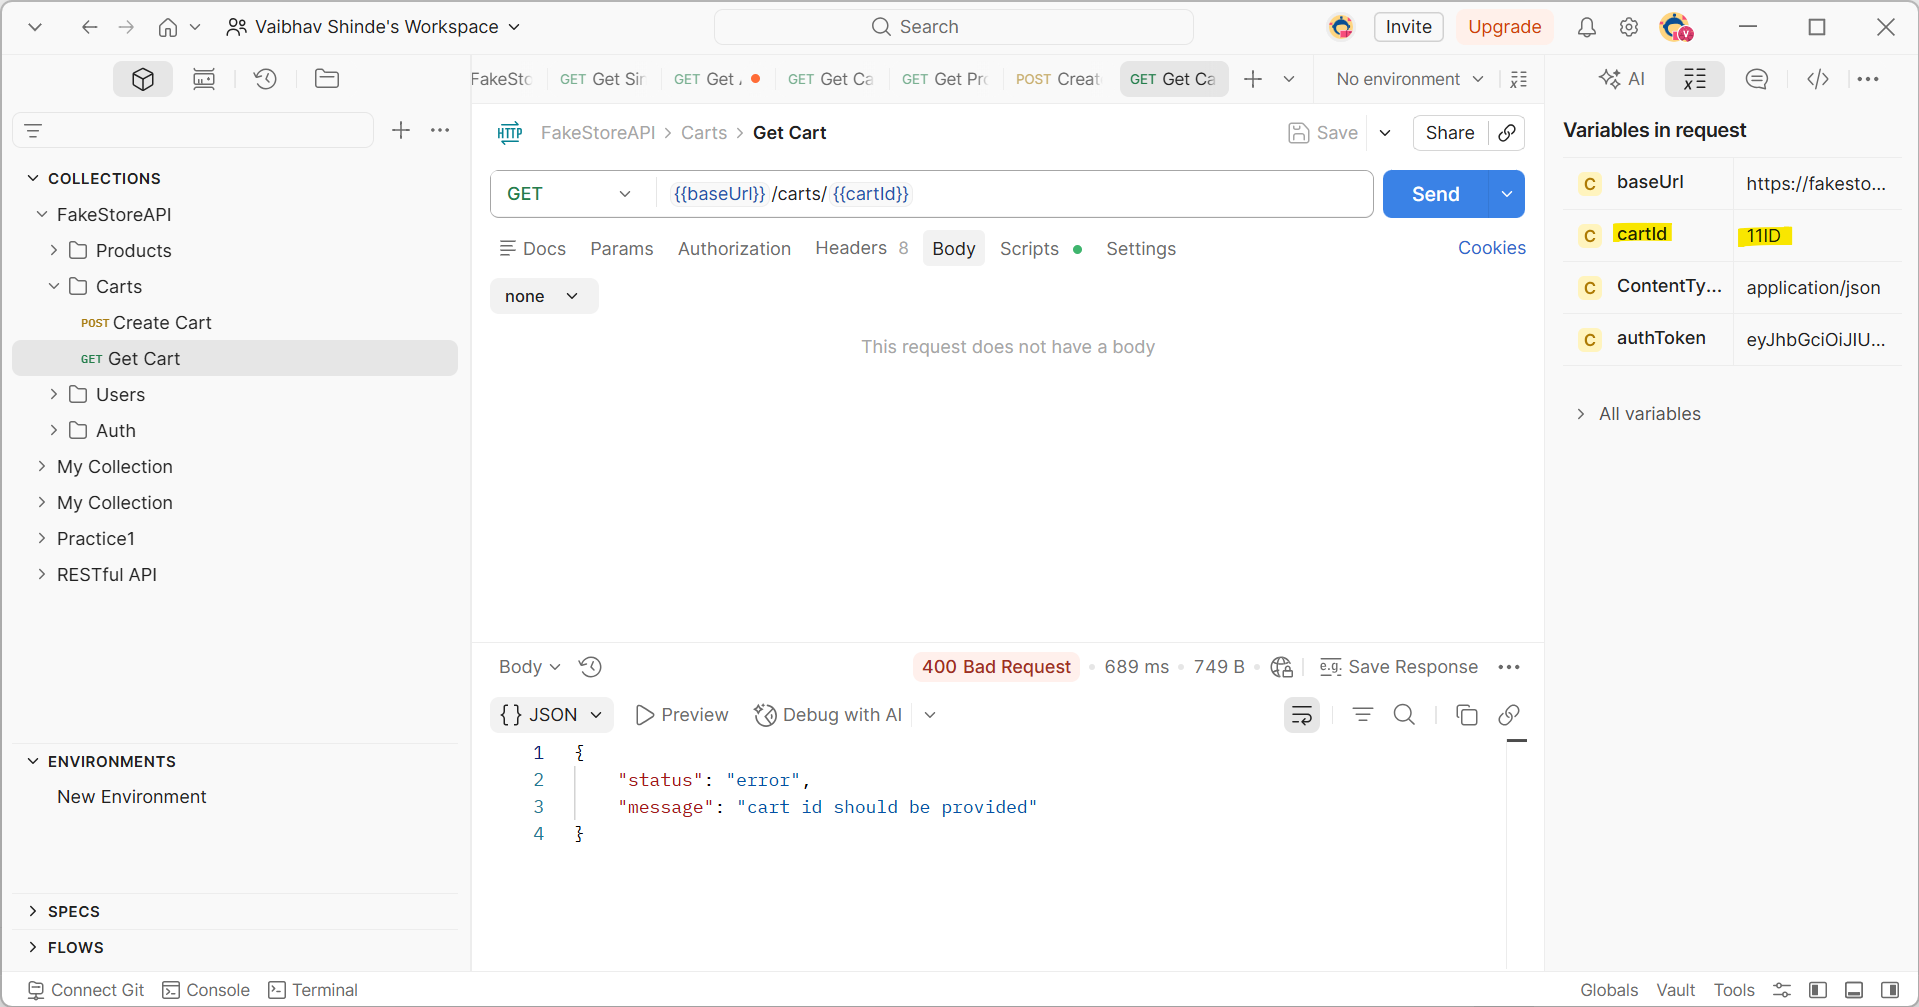 Vaibhav Shinde's Workspace
Search
Invite
Upgrade
V
FakeSto
GET Get Sir
GET Get
GET Get Ca
GET Get Pr
POST Creat
GET Get Ca
No environment
AI
HTTP
FakeStoreAPI > Carts > Get Cart
Save
Share
Variables in request
COLLECTIONS
FakeStoreAPI
Products
Carts
POST Create Cart
GET Get Cart
Users
Auth
My Collection
My Collection
Practice1
RESTful API
GET
{{baseUrl}} /carts/ {{cartId}}
Send
Docs Params Authorization Headers 8 Body Scripts Settings
Cookies
none
This request does not have a body
C baseUrl https://fakesto...
C cartId 11ID
C ContentTy... application/json
C authToken eyJhbGciOiJIU...
All variables
Body
400 Bad Request
689 ms
749 B
e.g. Save Response
{} JSON
Preview
Debug with AI
1 {
2 "status": "error",
3 "message": "cart id should be provided"
4 }
ENVIRONMENTS
New Environment
SPECS
FLOWS
Connect Git
Console
Terminal
Globals
Vault
Tools